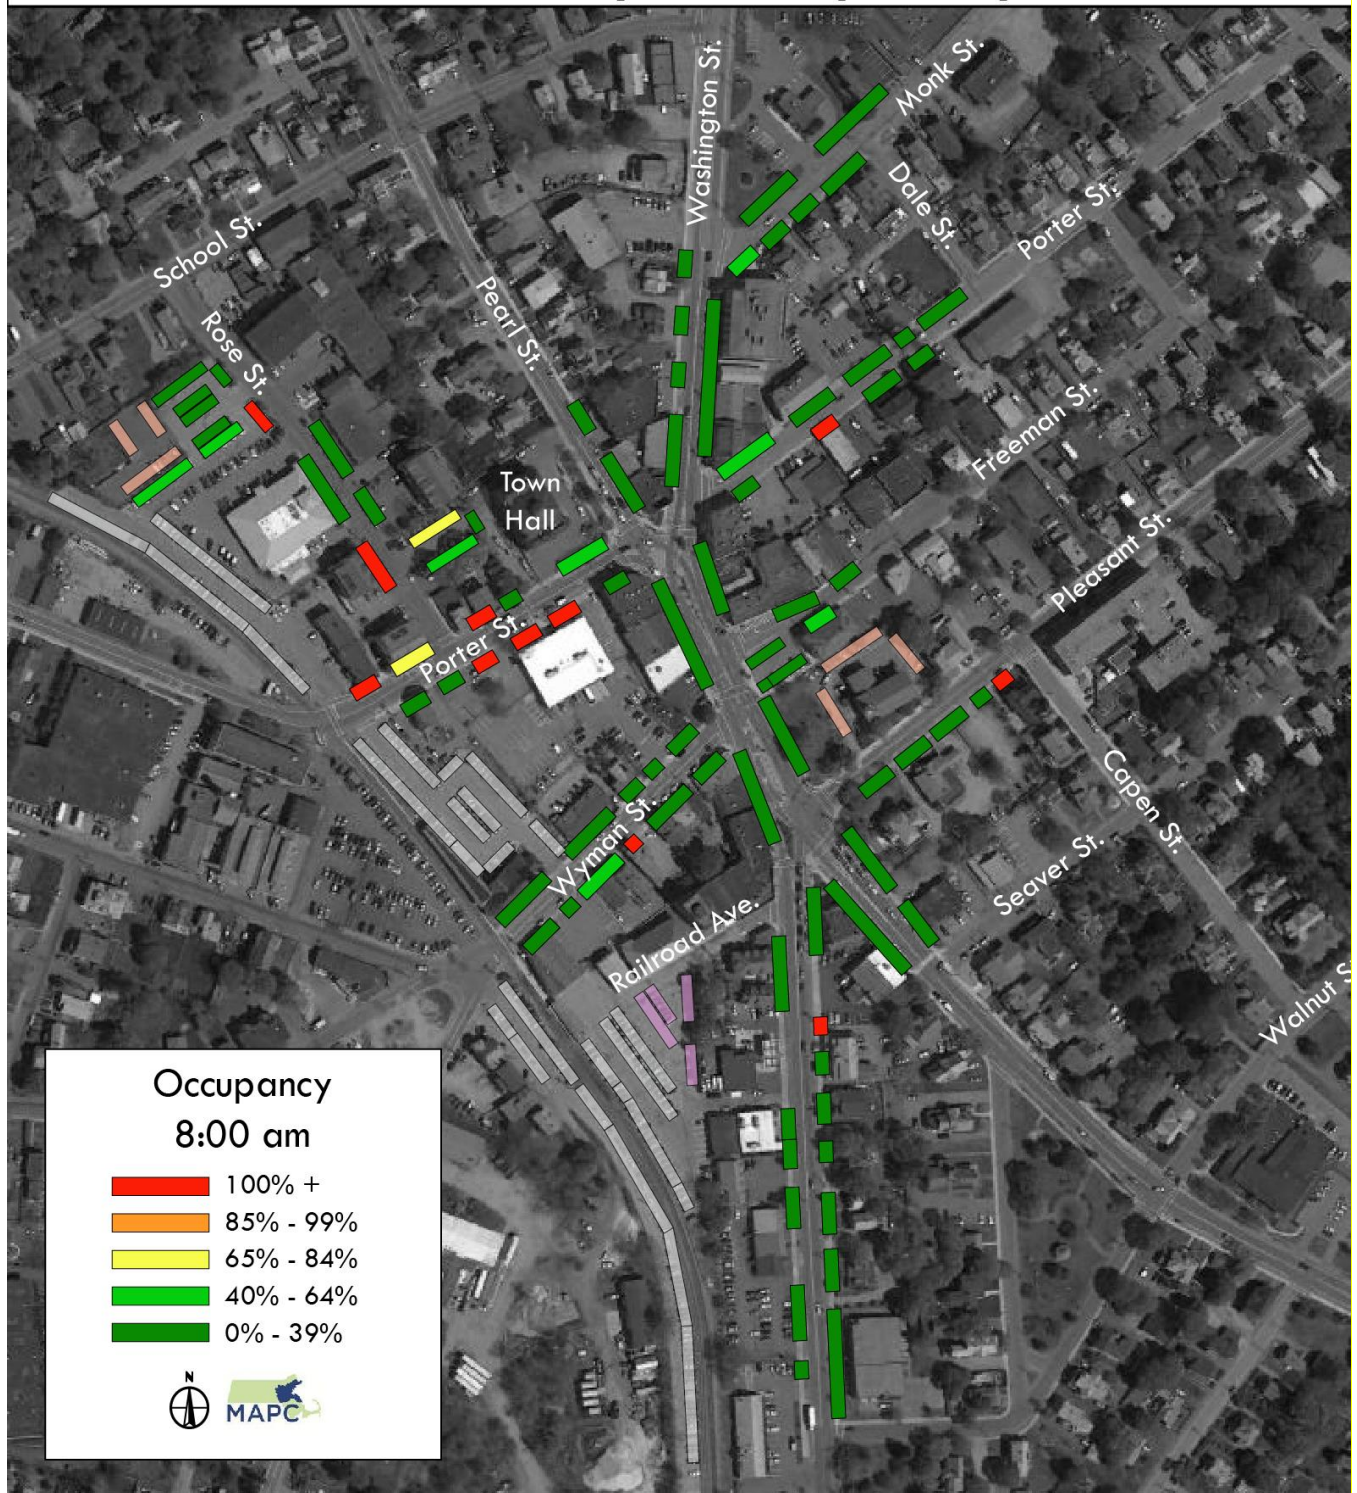 Washington St.
Monk St.
Dale St.
Porter St.
School St.
Pearl St.
Rose St.
Freeman St.
Town
Hall
Pleasant St.
Porter St.
Capen St.
Wyman St.
Seaver St.
Railroad Ave.
Walnut S
Occupancy
8:00 am
100% +
85% - 99%
65% - 84%
40% - 64%
0% - 39%
N
MAPC